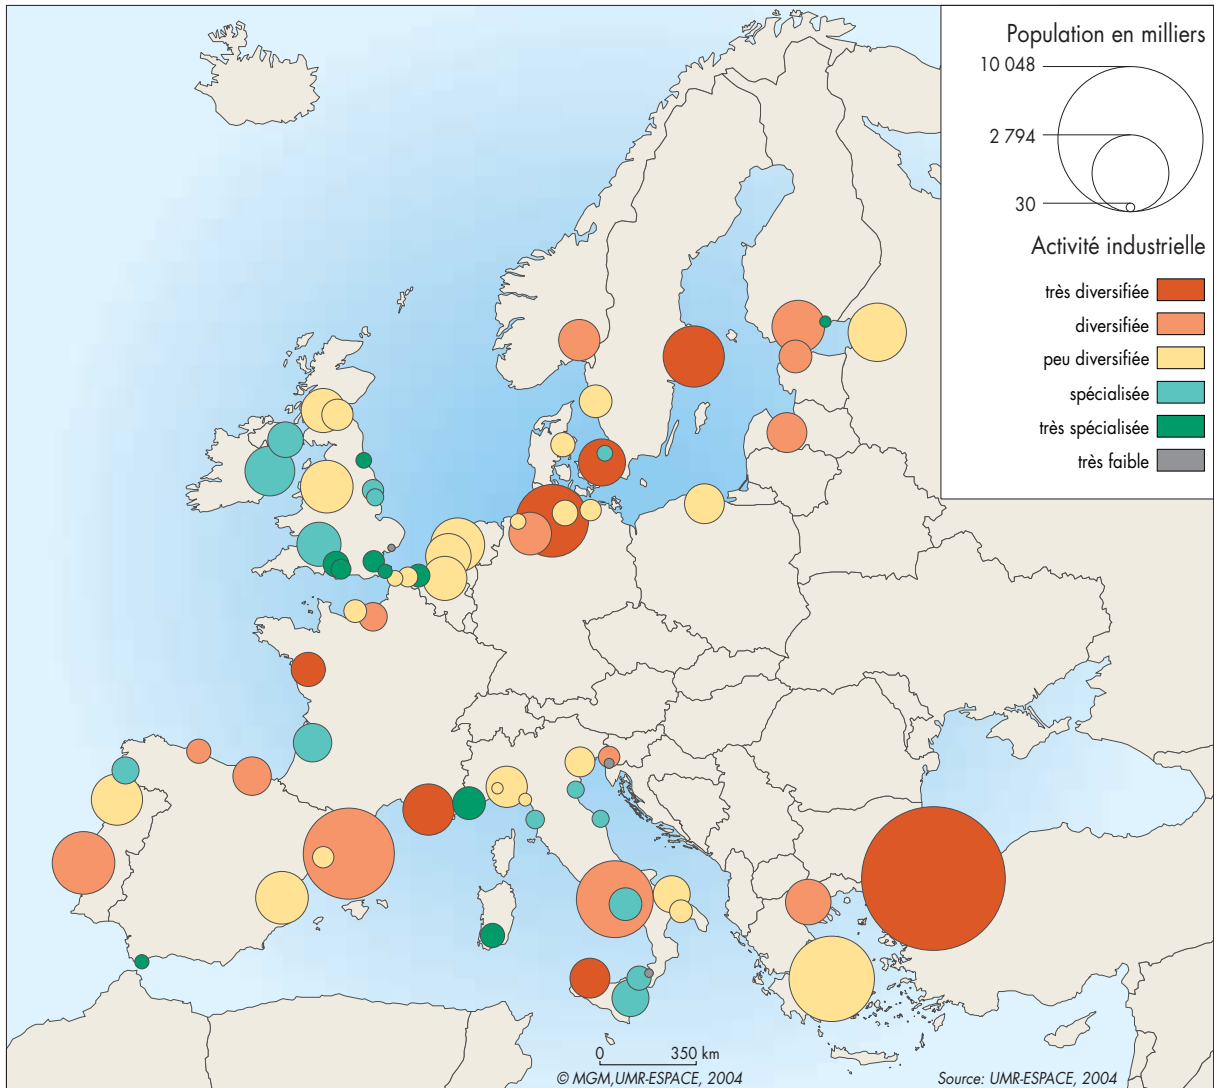 Population en milliers
10 048
2 794
30
Activité industrielle
très diversifiée
diversifiée
peu diversifiée
spécialisée
très spécialisée
très faible
0 350 km
© MGM,UMR-ESPACE, 2004
Source: UMR-ESPACE, 2004